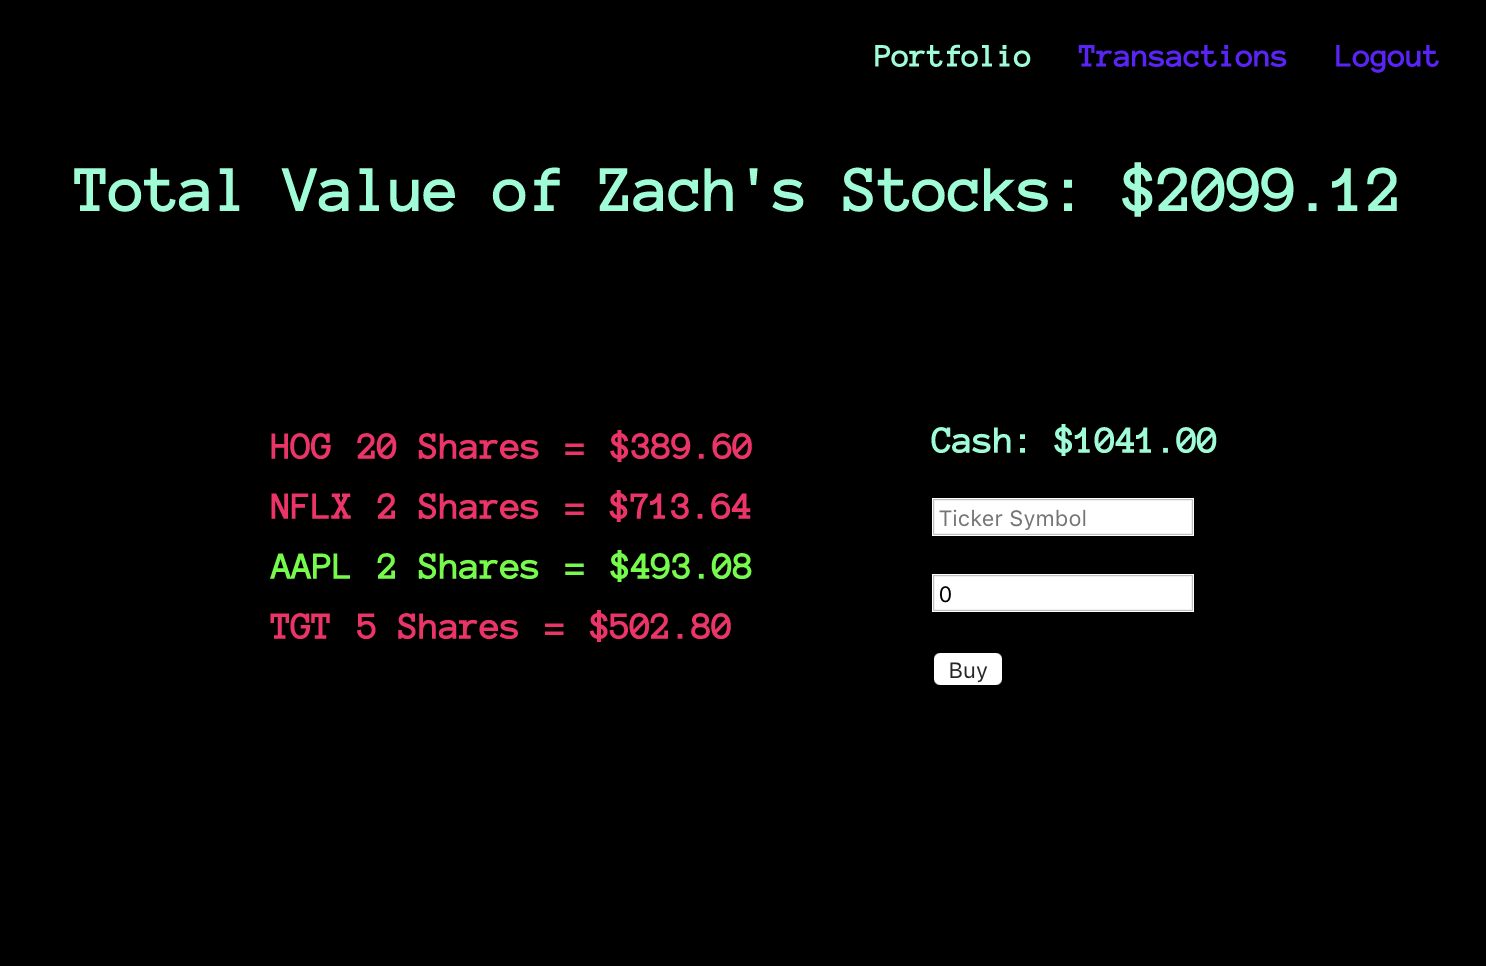 Portfolio Transactions Logout
Total Value of Zach's Stocks: $2099.12
HOG 20 Shares = $389.60
NFLX 2 Shares = $713.64
AAPL 2 Shares = $493.08
TGT 5 Shares = $502.80
Cash: $1041.00
Ticker Symbol
0
Buy